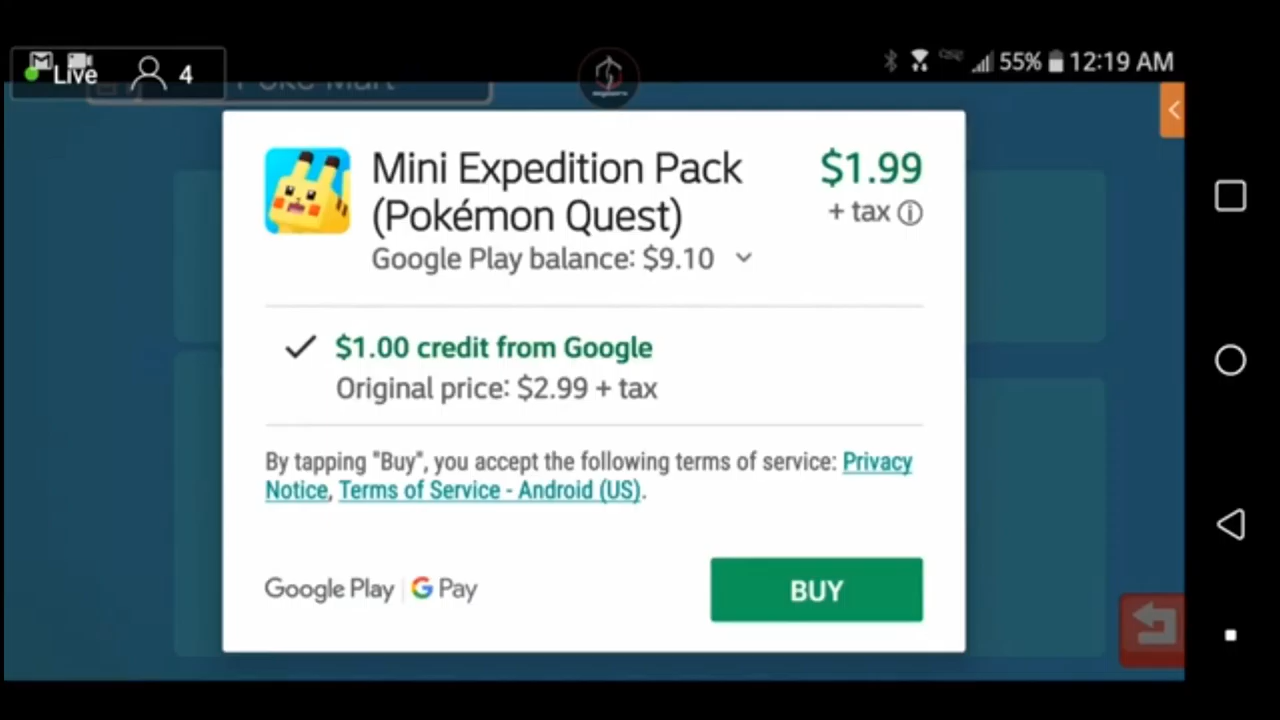 Live
4
55%
12:19 AM
Poké Mart
Mini Expedition Pack
(Pokémon Quest)
$1.99
+ tax
Google Play balance: $9.10
$1.00 credit from Google
Original price: $2.99 + tax
By tapping "Buy", you accept the following terms of service: Privacy
Notice, Terms of Service - Android (US).
Google Play | G Pay
BUY